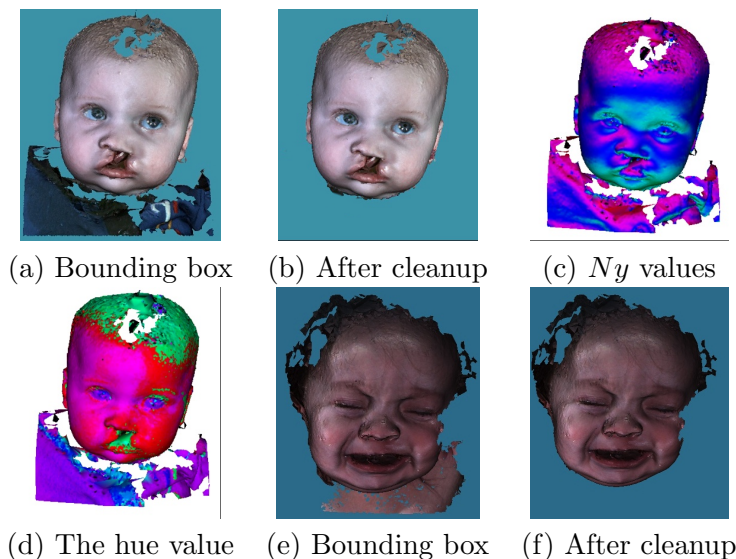 (a) Bounding box (b) After cleanup (c) Ny values
(d) The hue value (e) Bounding box (f) After cleanup